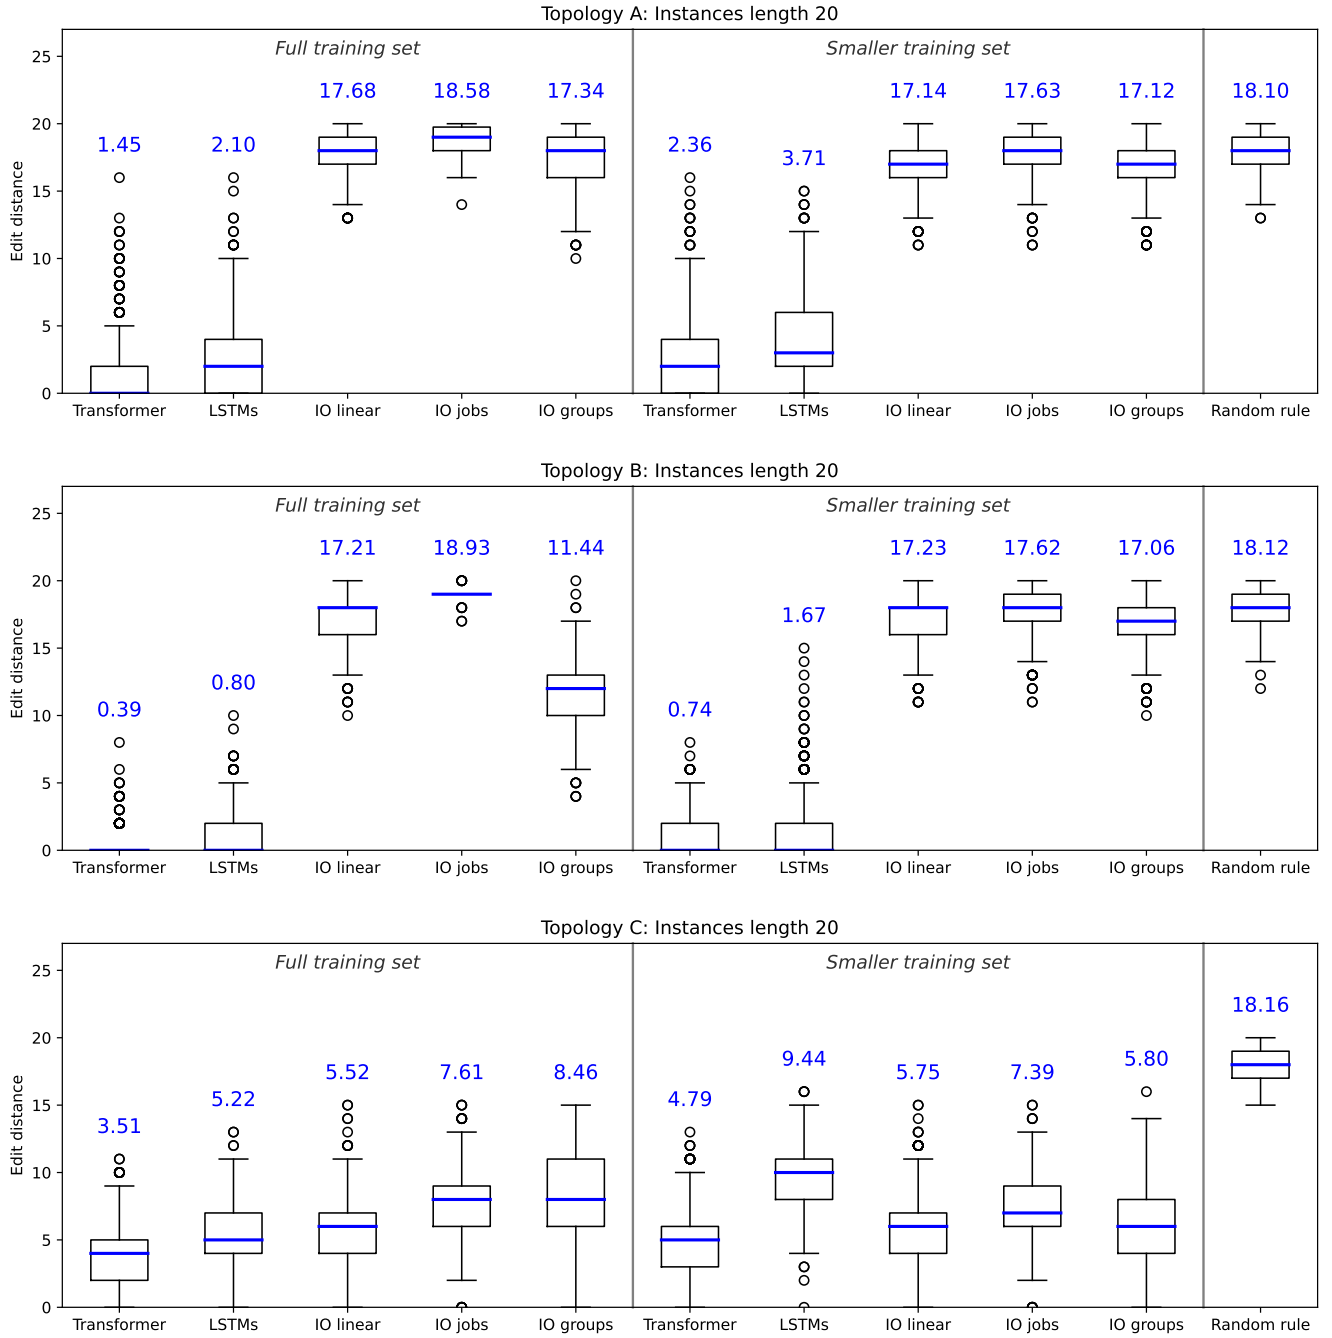 Topology A: Instances length 20
Full training set
Smaller training set
25
20
15
10
5
0
Edit distance
1.45
2.10
17.68
18.58
17.34
2.36
3.71
17.14
17.63
17.12
18.10
Transformer
LSTMs
IO linear
IO jobs
IO groups
Transformer
LSTMs
IO linear
IO jobs
IO groups
Random rule
Topology B: Instances length 20
Full training set
Smaller training set
25
20
15
10
5
0
Edit distance
0.39
0.80
17.21
18.93
11.44
0.74
1.67
17.23
17.62
17.06
18.12
Transformer
LSTMs
IO linear
IO jobs
IO groups
Transformer
LSTMs
IO linear
IO jobs
IO groups
Random rule
Topology C: Instances length 20
Full training set
Smaller training set
25
20
15
10
5
0
Edit distance
3.51
5.22
5.52
7.61
8.46
4.79
9.44
5.75
7.39
5.80
18.16
Transformer
LSTMs
IO linear
IO jobs
IO groups
Transformer
LSTMs
IO linear
IO jobs
IO groups
Random rule